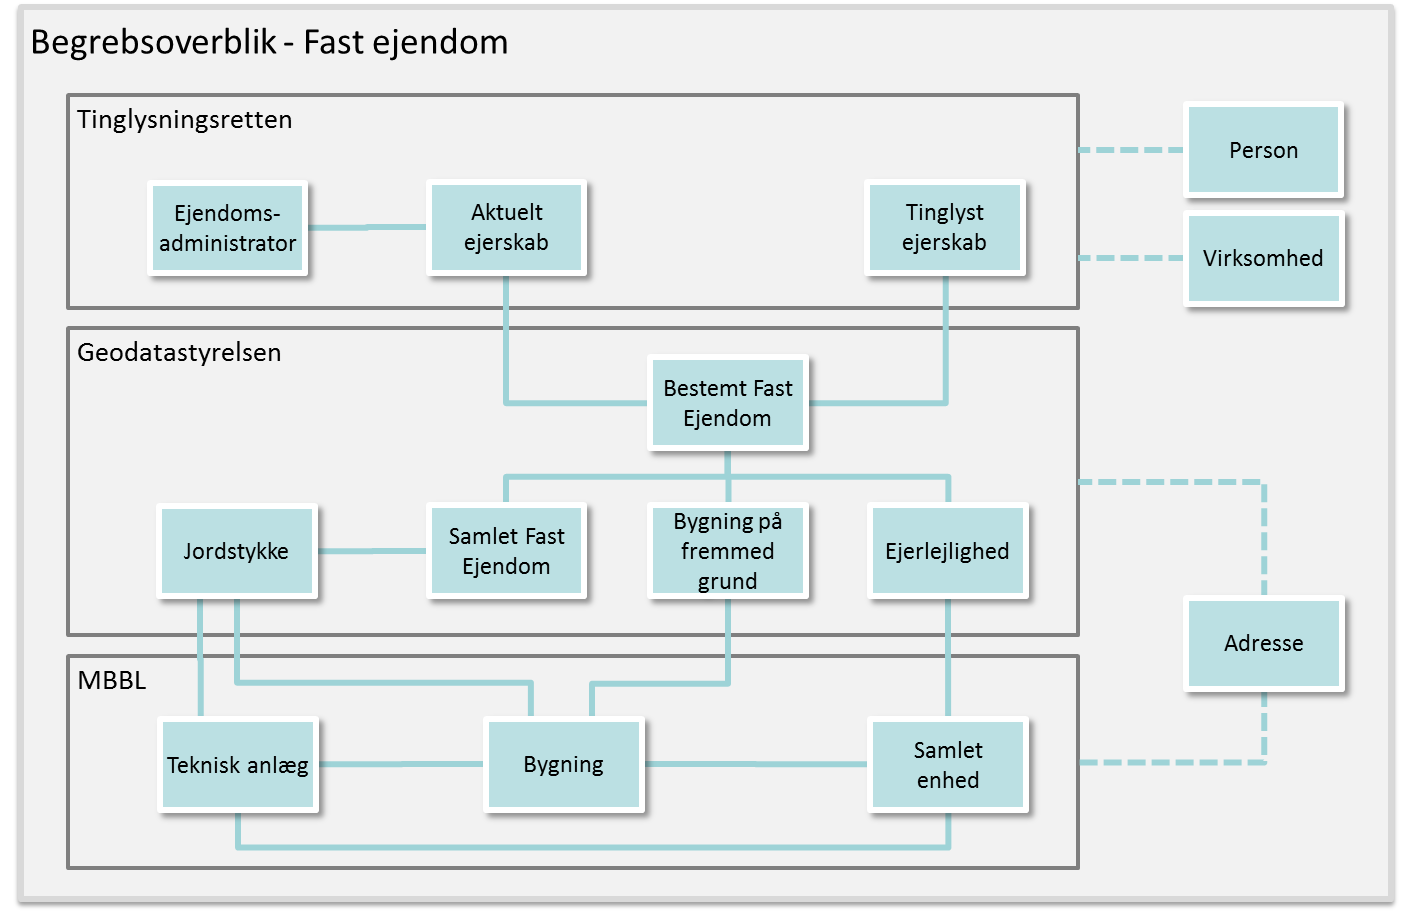 Begrebsoverblik - Fast ejendom
Tinglysningsretten
Person
Ejendoms-
administrator
Aktuelt
ejerskab
Tinglyst
ejerskab
Virksomhed
Geodatastyrelsen
Bestemt Fast
Ejendom
Jordstykke
Samlet Fast
Ejendom
Bygning på
fremmed
grund
Ejerlejlighed
Adresse
MBBL
Teknisk anlæg
Bygning
Samlet
enhed